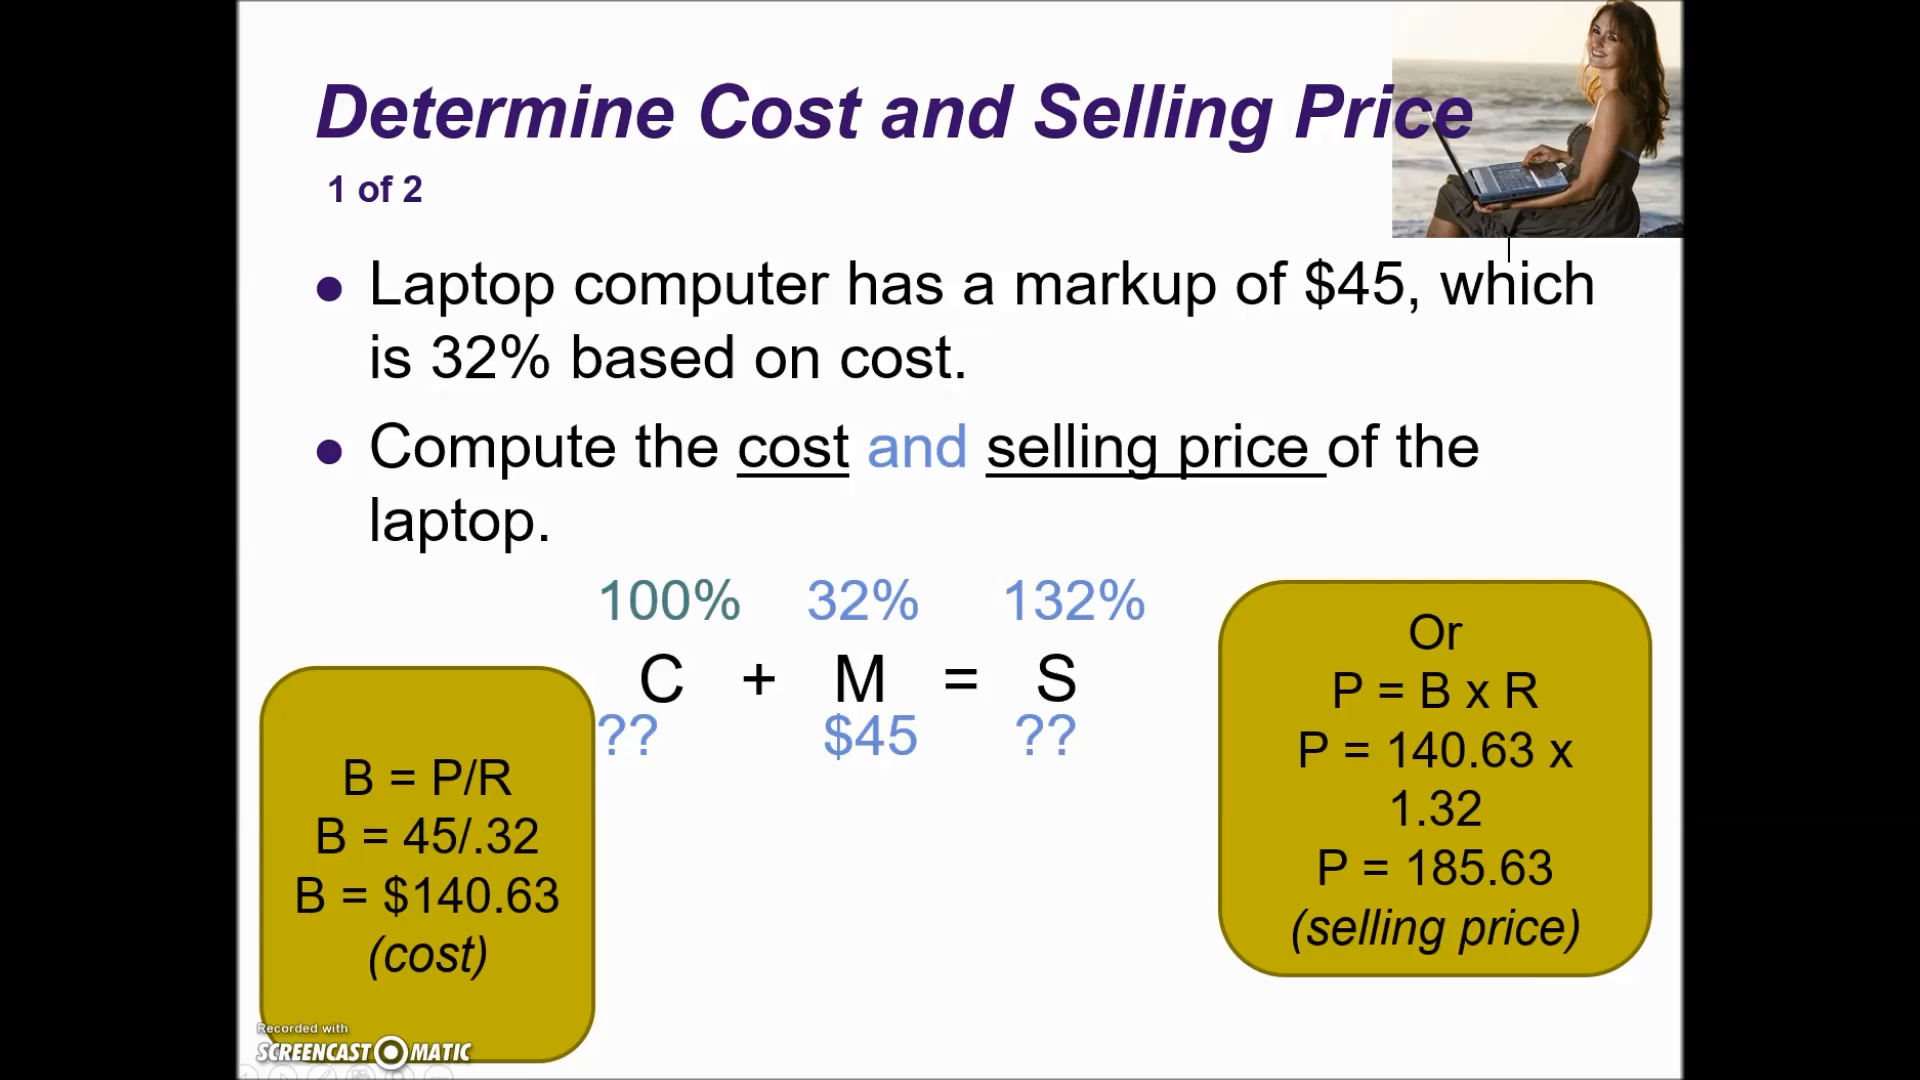 Determine Cost and Selling Price
1 of 2
Laptop computer has a markup of $45, which
is 32% based on cost.
Compute the cost and selling price of the
laptop.
100% 32% 132%
C + M = S
?? $45 ??
B = P/R
B = 45/.32
B = $140.63
(cost)
Or
P = B x R
P = 140.63 x
1.32
P = 185.63
(selling price)
Recorded with
SCREENCAST MATIC